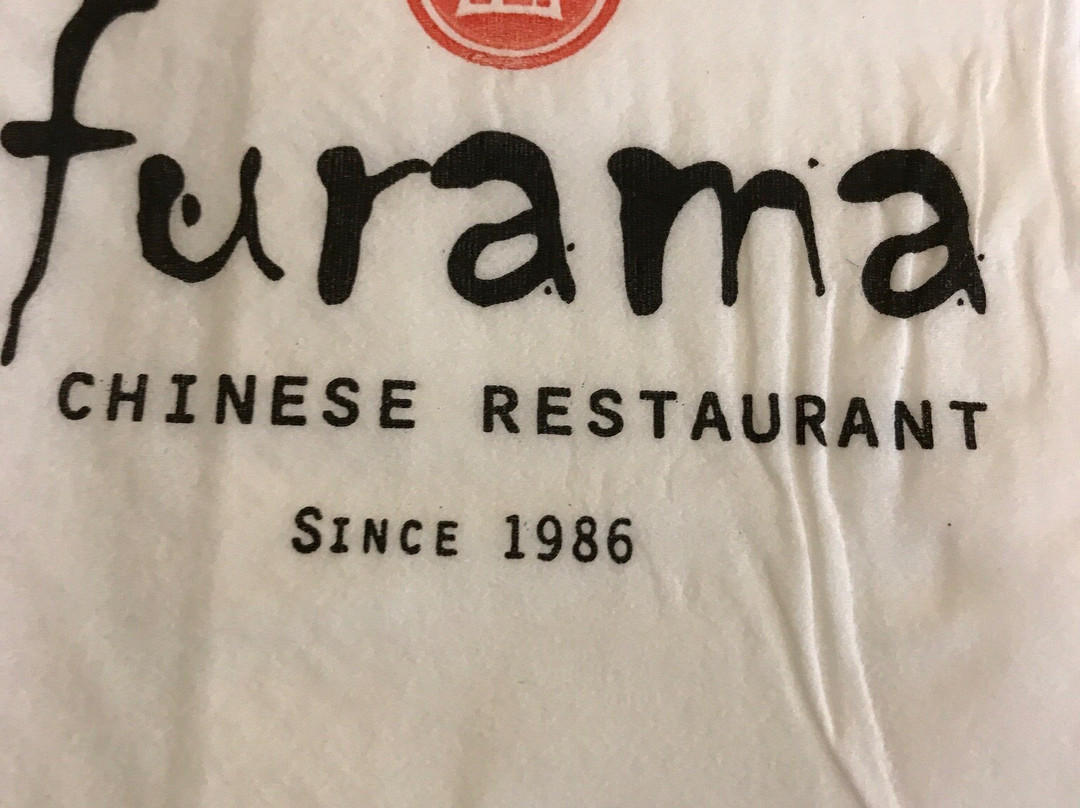 furama
CHINESE RESTAURANT
SINCE 1986